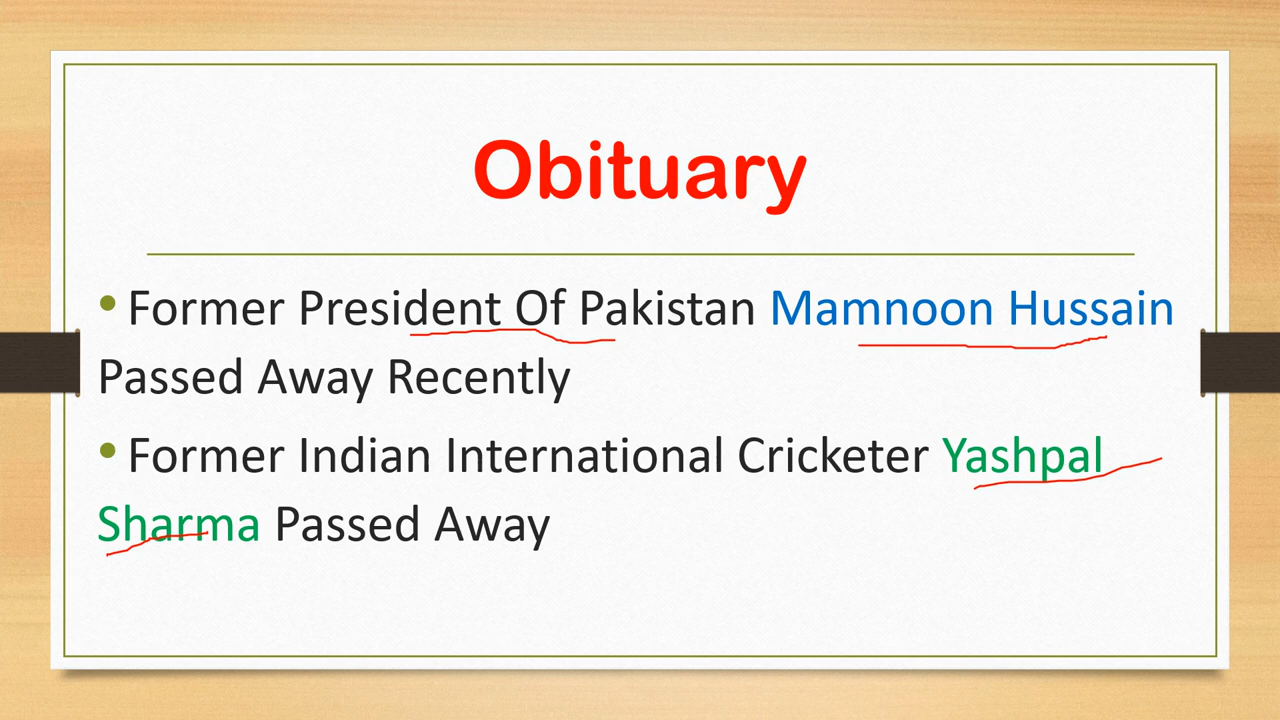 Obituary
• Former President Of Pakistan Mamnoon Hussain
Passed Away Recently
• Former Indian International Cricketer Yashpal
Sharma Passed Away